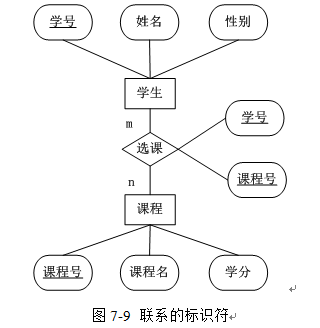 学号 姓名 性别
学生
m
学号
选课
课程号
n
课程
课程号 课程名 学分
图 7-9 联系的标识符